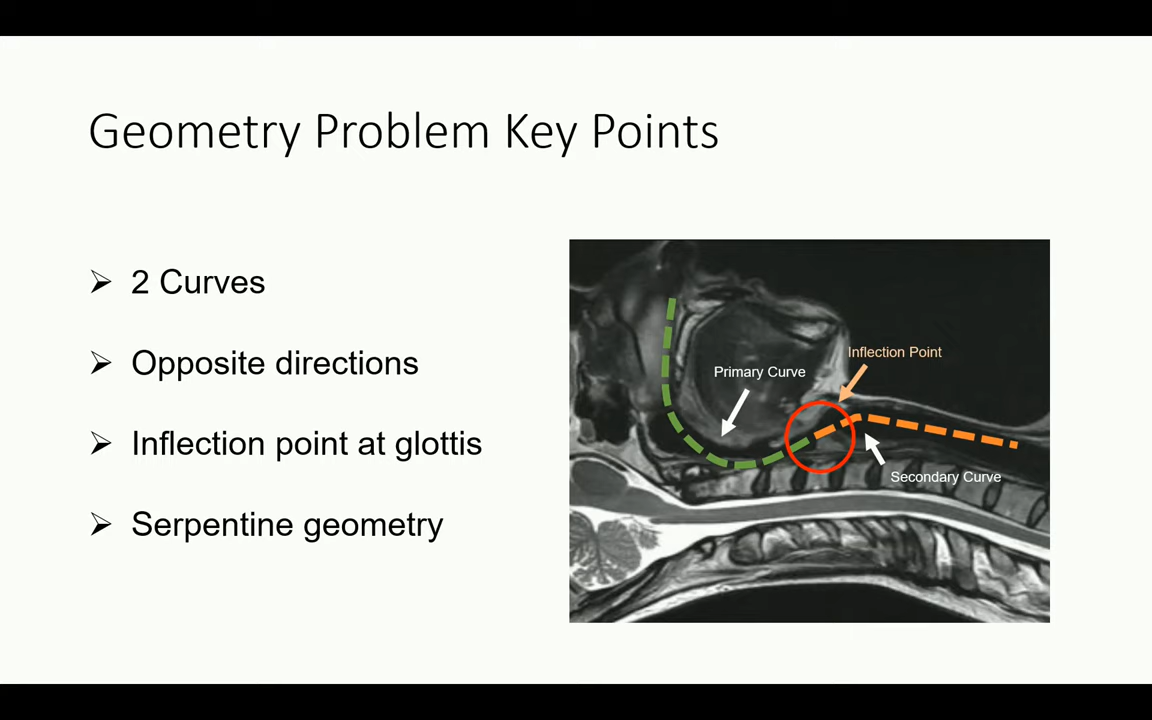 Geometry Problem Key Points
2 Curves
Opposite directions
Inflection point at glottis
Serpentine geometry
Inflection Point
Primary Curve
Secondary Curve